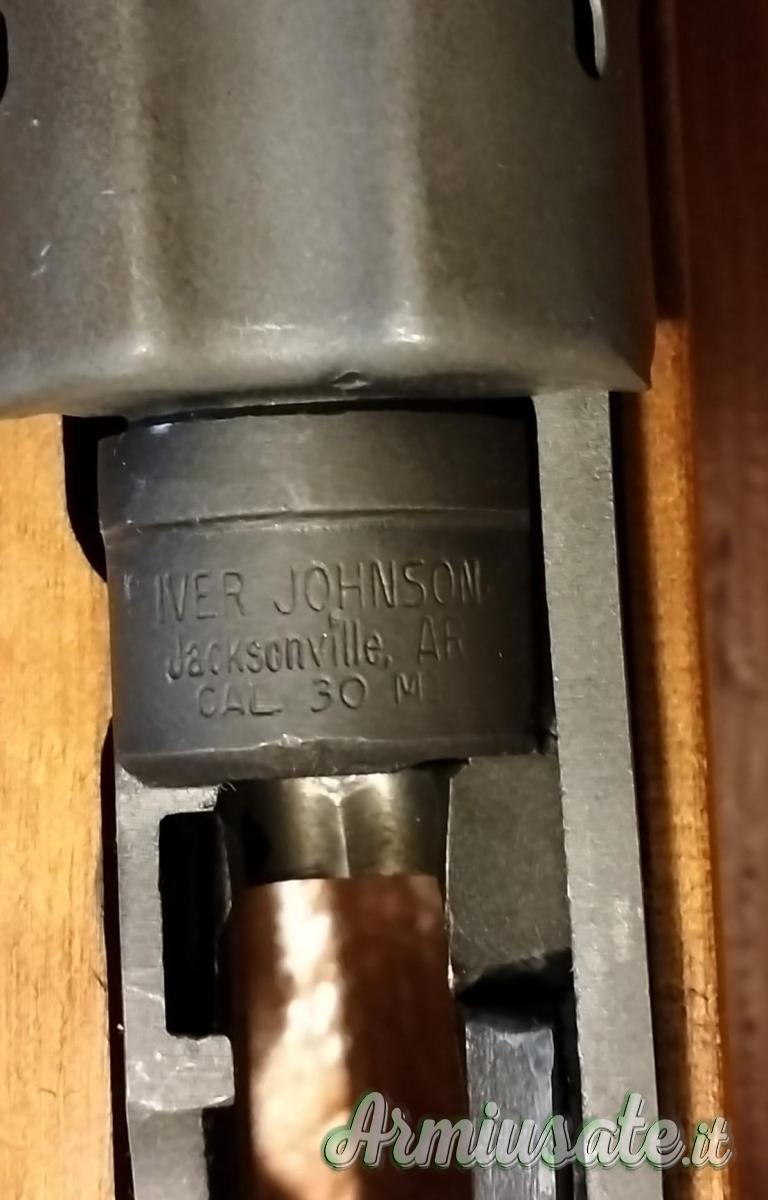 IVER JOHNSON
Jacksonville, AR
CAL. 30 M
Armiusate.it